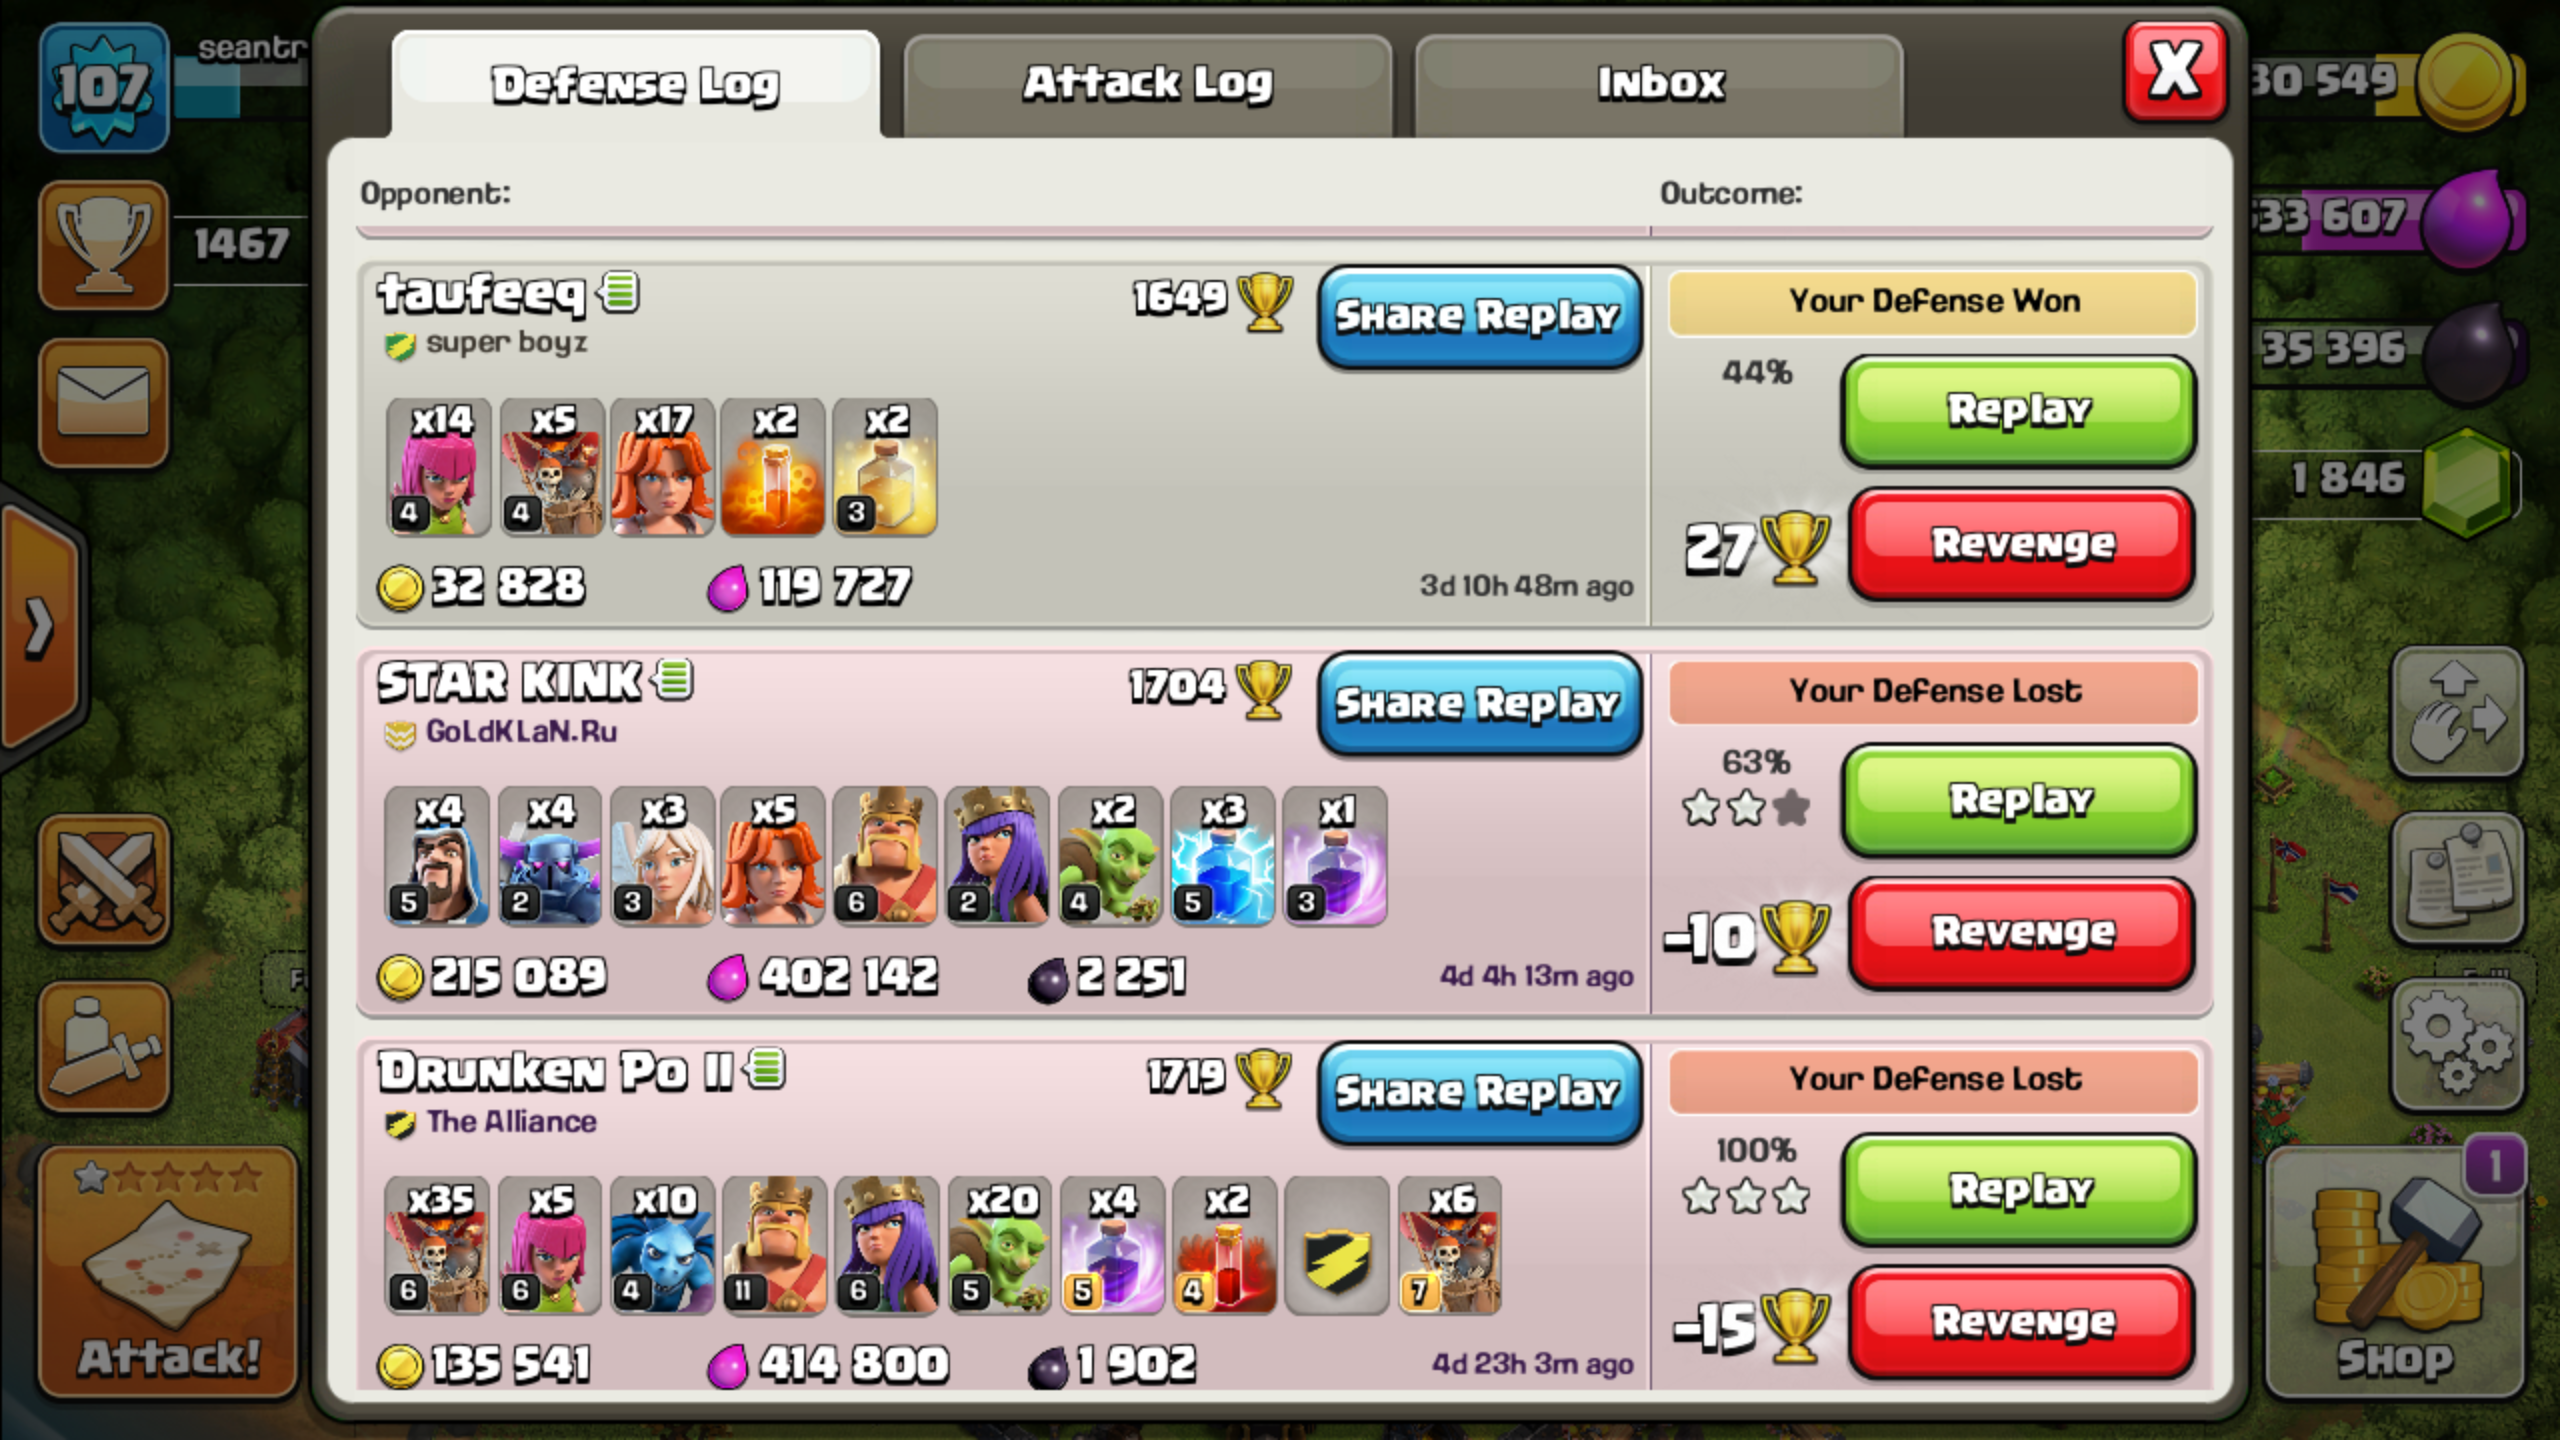 107
seantr
1467
Defense Log
Attack Log
Inbox
X
30 549
33 607
35 396
1 846
Opponent:
Outcome:
taufeeq
super boyz
1649
Share Replay
Your Defense Won
x14 x5 x17 x2 x2
4 4 3
44%
Replay
27
Revenge
32 828
119 727
3d 10h 48m ago
STAR KINK
GoLdKLaN.Ru
1704
Share Replay
Your Defense Lost
x4 x4 x3 x5 x2 x3 x1
5 2 3 6 2 4 5 3
63%
Replay
-10
Revenge
215 089
402 142
2 251
4d 4h 13m ago
Drunken Po II
The Alliance
1719
Share Replay
Your Defense Lost
x35 x5 x10 x20 x4 x2 x6
6 6 4 11 6 5 5 4 7
100%
Replay
-15
Revenge
135 541
414 800
1 902
4d 23h 3m ago
Attack!
1
Shop